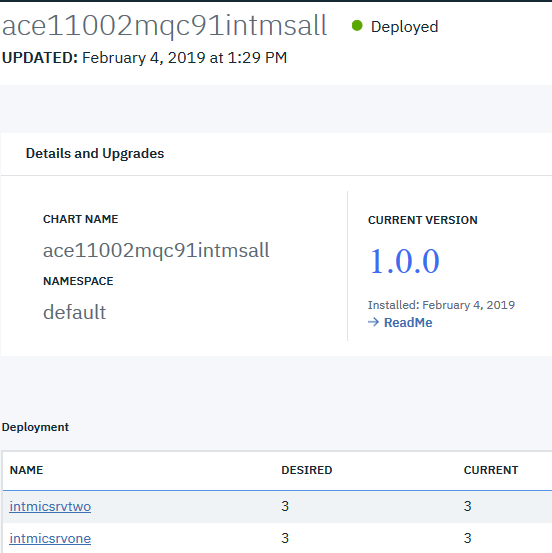 ace11002mqc91intmsall Deployed
UPDATED: February 4, 2019 at 1:29 PM
Details and Upgrades
CHART NAME
ace11002mqc91intmsall
NAMESPACE
default
CURRENT VERSION
1.0.0
Installed: February 4, 2019
→ ReadMe
Deployment
NAME DESIRED CURRENT
intmicsrvtwo 3 3
intmicsrvone 3 3